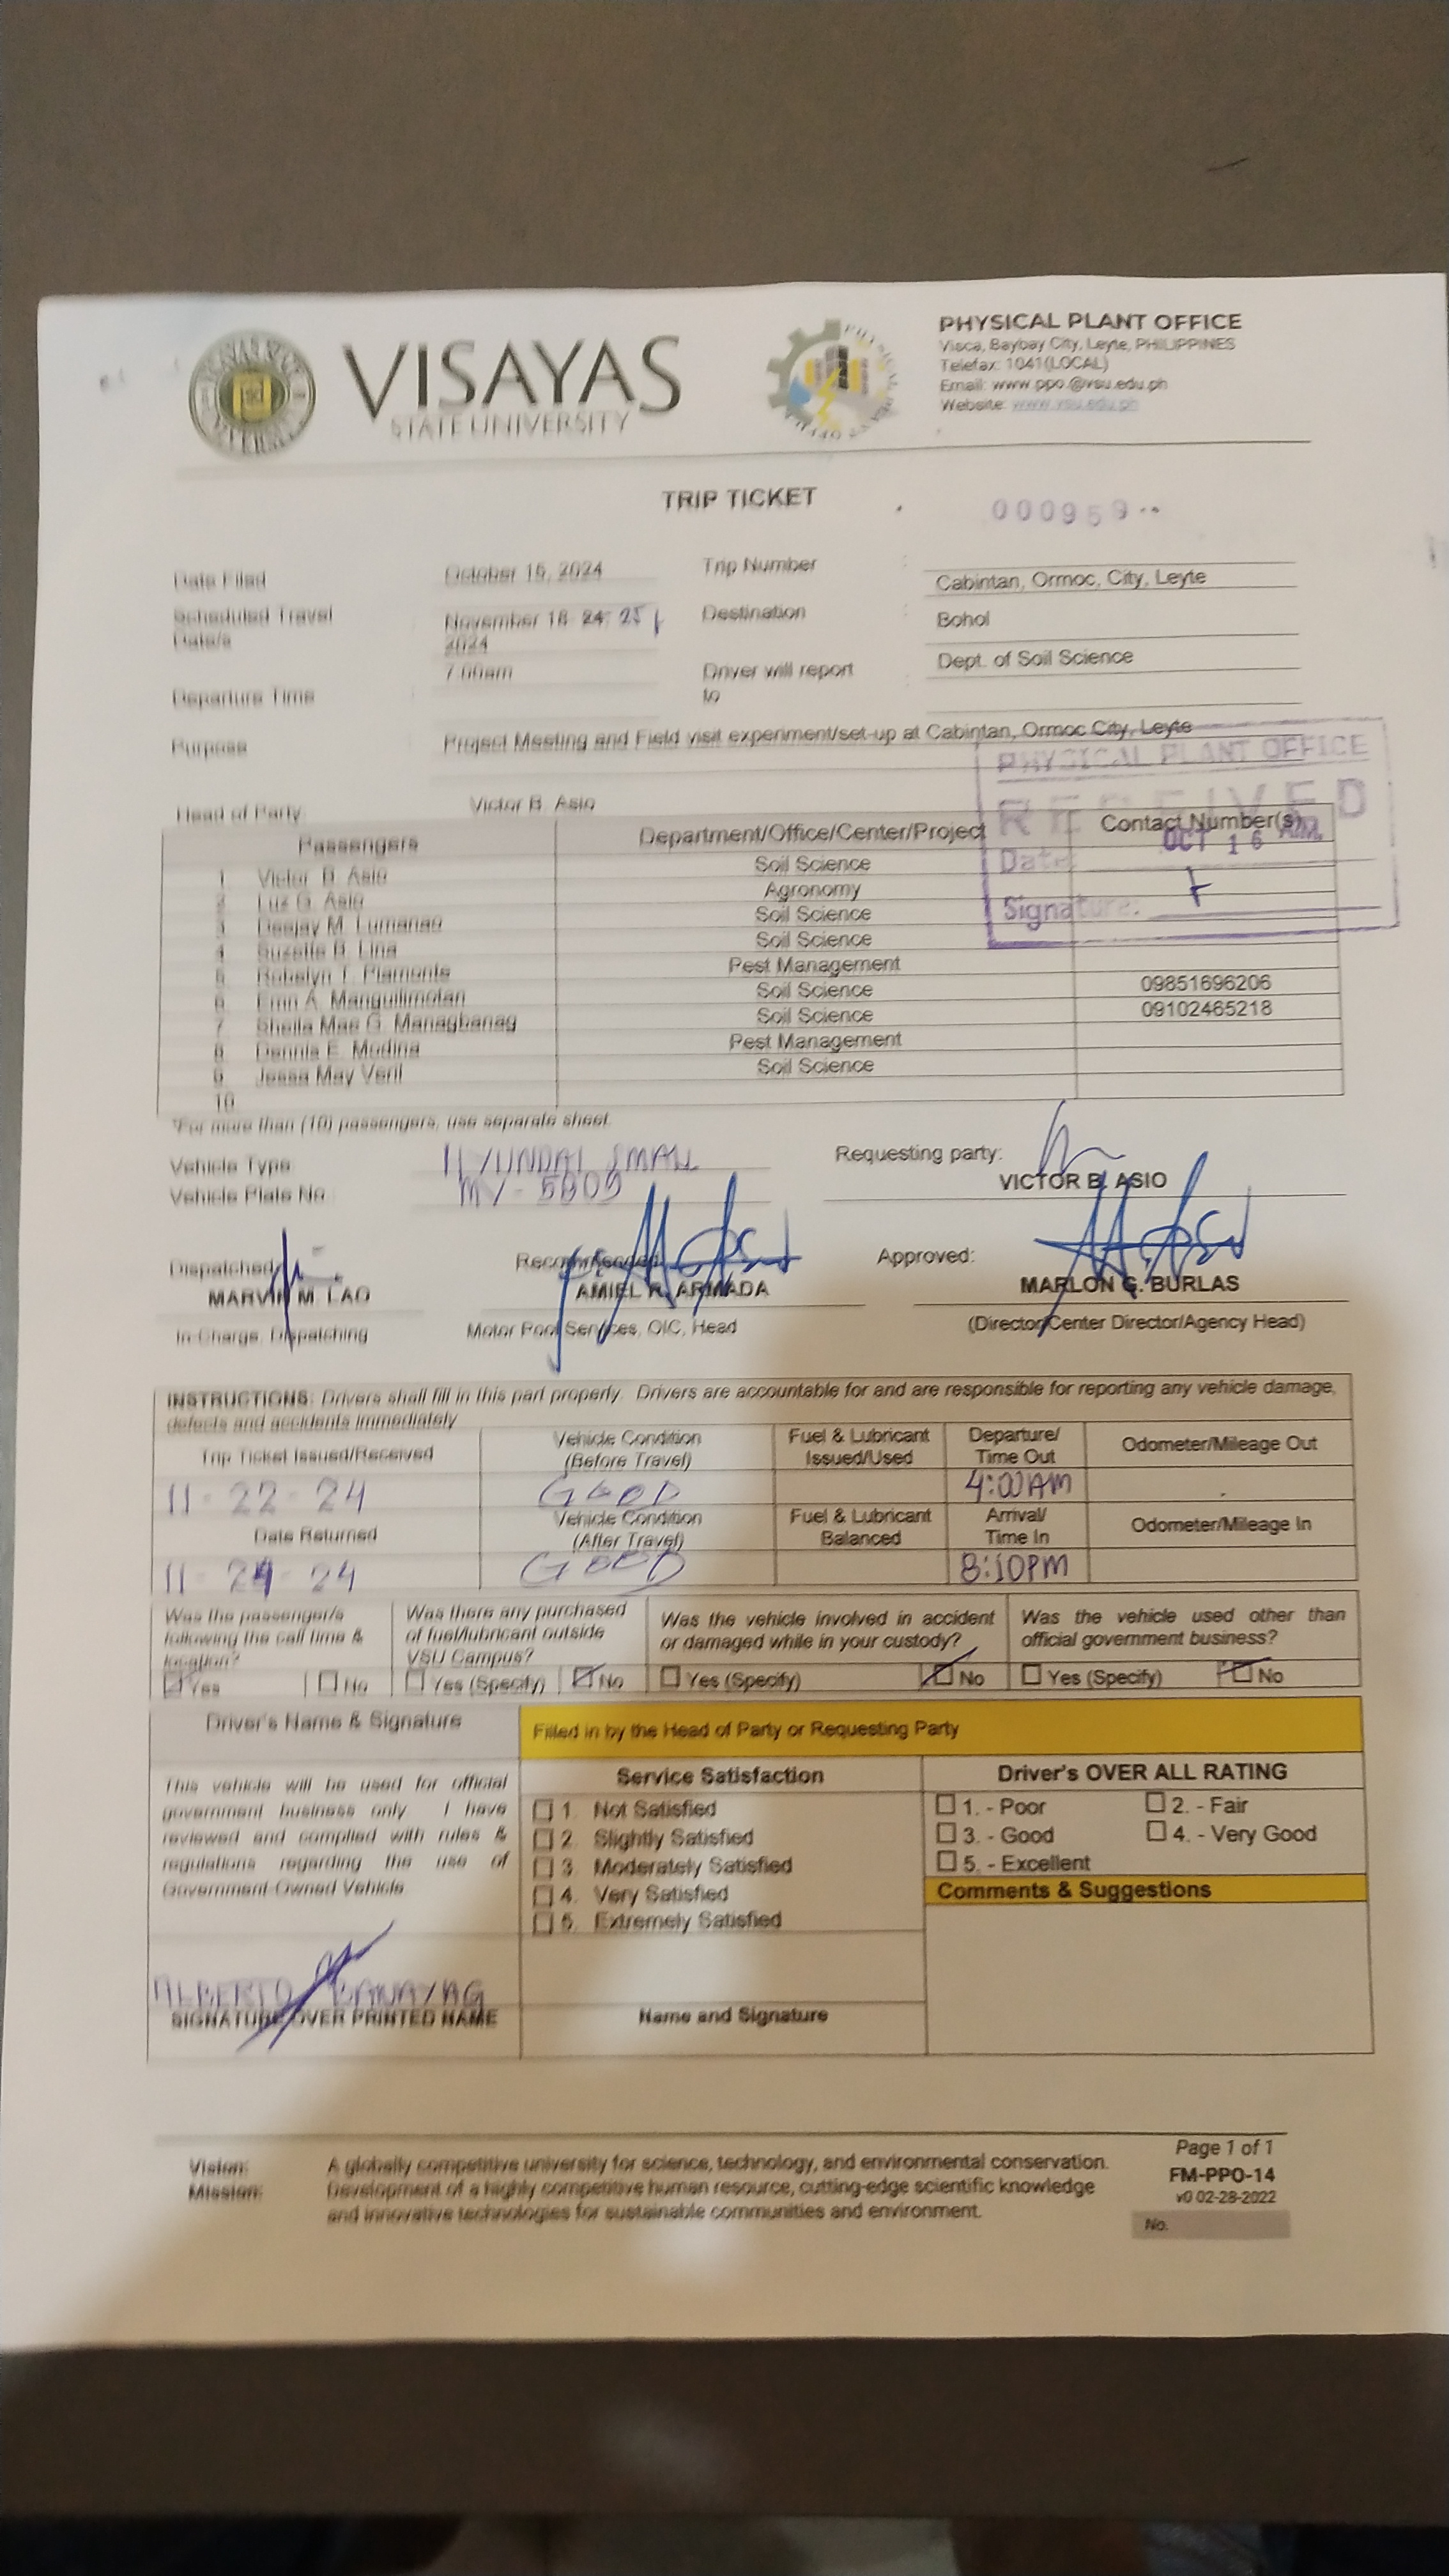 VISAYAS
STATE UNIVERSITY
PHYSICAL PLANT OFFICE
Visca, Baybay City, Leyte, PHILIPPINES
Telefax: 1041(LOCAL)
Email: www.ppo.@vsu.edu.ph
Website: www.vsu.edu.ph
TRIP TICKET
000959
Date Filed October 15, 2024 Trip Number : Cabintan, Ormoc, City, Leyte
Scheduled Travel Date/s November 18-24, 25, 2024 Destination : Bohol
Departure Time 7:00am Driver will report to : Dept. of Soil Science
Purpose Project Meeting and Field visit experiment/set-up at Cabintan, Ormoc City, Leyte
PHYSICAL PLANT OFFICE
RECEIVED
Date: OCT 16
Signature:
Head of Party Victor B. Asio
Passengers Department/Office/Center/Project Contact Number(s)
1 Victor B. Asio Soil Science
2 Luz G. Asio Agronomy
3 Deejay M. Lumanao Soil Science
4 Suzette B. Lina Soil Science
5. Robelyn T. Piamonte Pest Management
6. Errin A. Manguilimotan Soil Science 09851696206
7. Sheila Mae G. Managbanag Soil Science 09102465218
8. Dennis E. Modina Pest Management
9. Jessa May Veril Soil Science
10
*For more than (10) passengers, use separate sheet.
Vehicle Type HYUNDAI SMALL
Vehicle Plate No.
Requesting party:
VICTOR B. ASIO
Dispatched: Recommended: Approved:
MARVIN M. LAO AMIEL R. ARMADA MARLON G. BURLAS
In-Charge, Dispatching Motor Pool Services, OIC, Head (Director/Center Director/Agency Head)
INSTRUCTIONS: Drivers shall fill in this part properly. Drivers are accountable for and are responsible for reporting any vehicle damage,
defects and accidents immediately
Trip Ticket Issued/Received Vehicle Condition (Before Travel) Fuel & Lubricant Issued/Used Departure/ Time Out Odometer/Mileage Out
11-22-24 GOOD 4:00AM
Date Returned Vehicle Condition (After Travel) Fuel & Lubricant Balanced Arrival/ Time In Odometer/Mileage In
11-24-24 GOOD 8:10PM
Was the passenger/s following the call time & location? Was there any purchased of fuel/lubricant outside VSU Campus? Was the vehicle involved in accident or damaged while in your custody? Was the vehicle used other than official government business?
Yes No Yes (Specify) No Yes (Specify) No Yes (Specify) No
Driver's Name & Signature Filled in by the Head of Party or Requesting Party
This vehicle will be used for official
government business only. I have
reviewed and complied with rules &
regulations regarding the use of
Government-Owned Vehicle.
ALBERTO BANAYAG
SIGNATURE OVER PRINTED NAME
Service Satisfaction
1. Not Satisfied
2. Slightly Satisfied
3. Moderately Satisfied
4. Very Satisfied
5. Extremely Satisfied
Name and Signature
Driver's OVER ALL RATING
1. - Poor 2. - Fair
3. - Good 4. - Very Good
5. - Excellent
Comments & Suggestions
Vision: A globally competitive university for science, technology, and environmental conservation.
Mission: Development of a highly competitive human resource, cutting-edge scientific knowledge
and innovative technologies for sustainable communities and environment.
Page 1 of 1
FM-PPO-14
v0 02-28-2022
No.